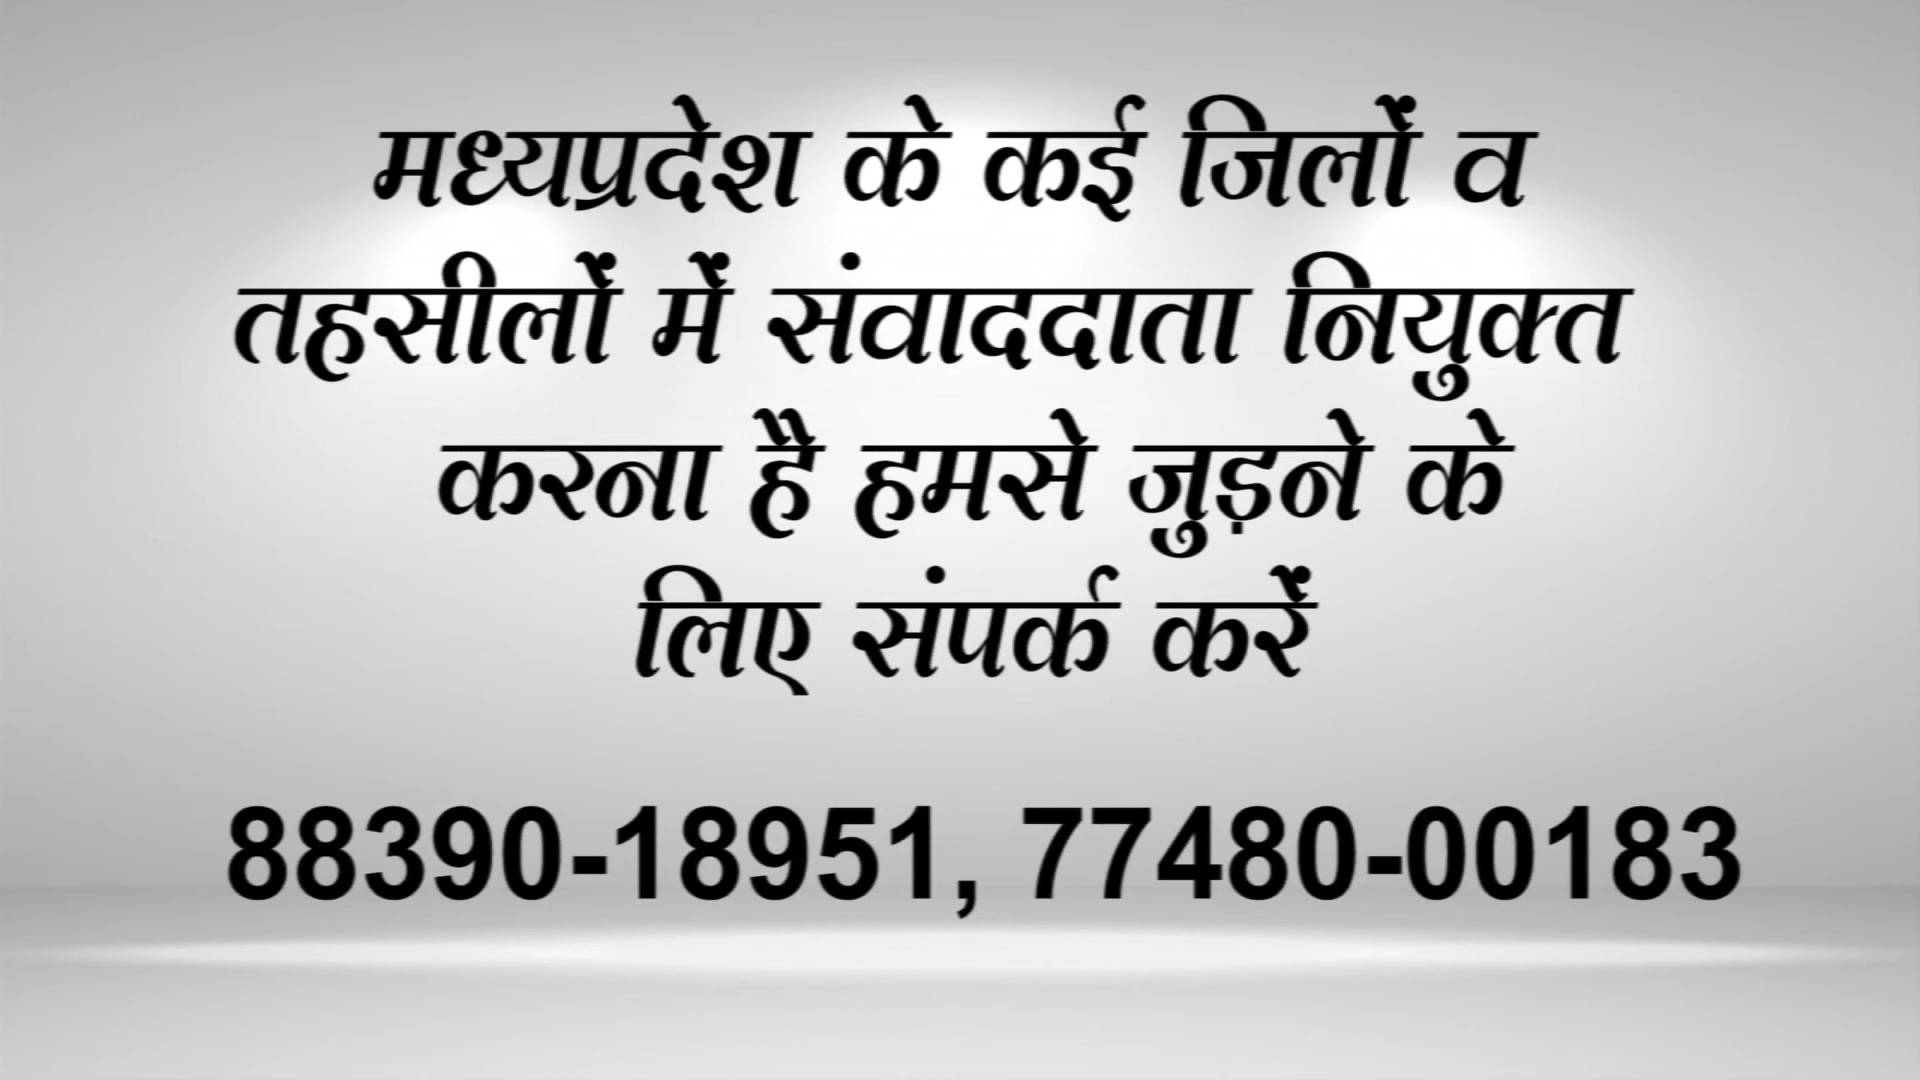 मध्यप्रदेश के कई जिलों व
तहसीलों में संवाददाता नियुक्त
करना है हमसे जुड़ने के
लिए संपर्क करें
88390-18951, 77480-00183